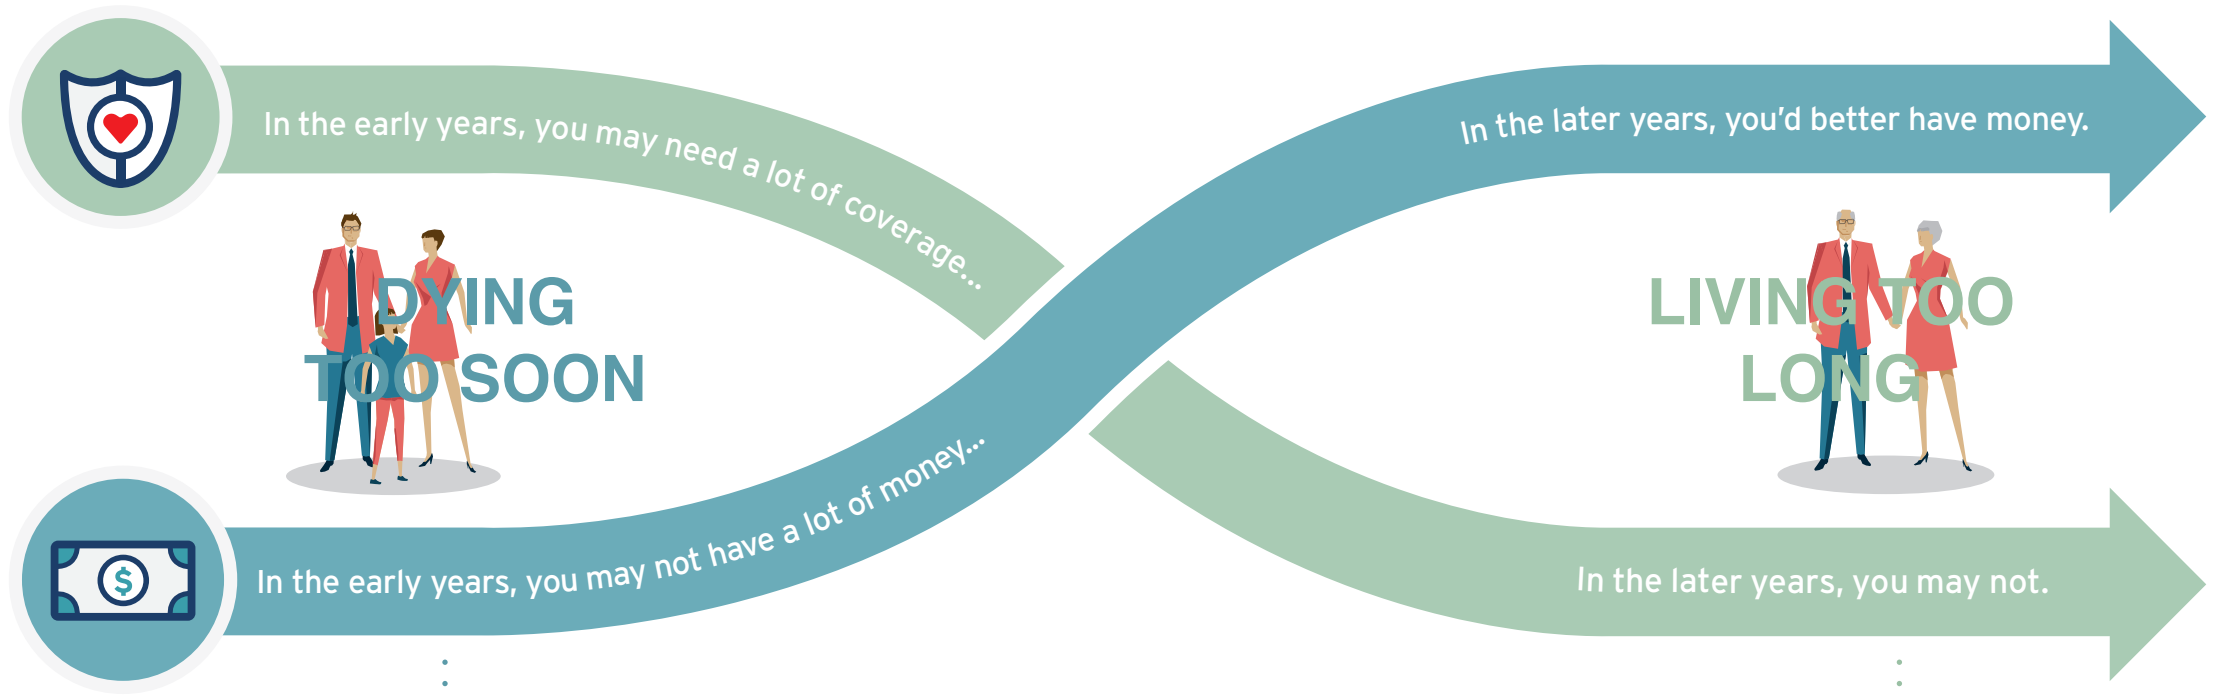 In the early years, you may need a lot of coverage...
In the later years, you'd better have money.
DYING
TOO SOON
LIVING TOO
LONG
$
In the early years, you may not have a lot of money...
In the later years, you may not.